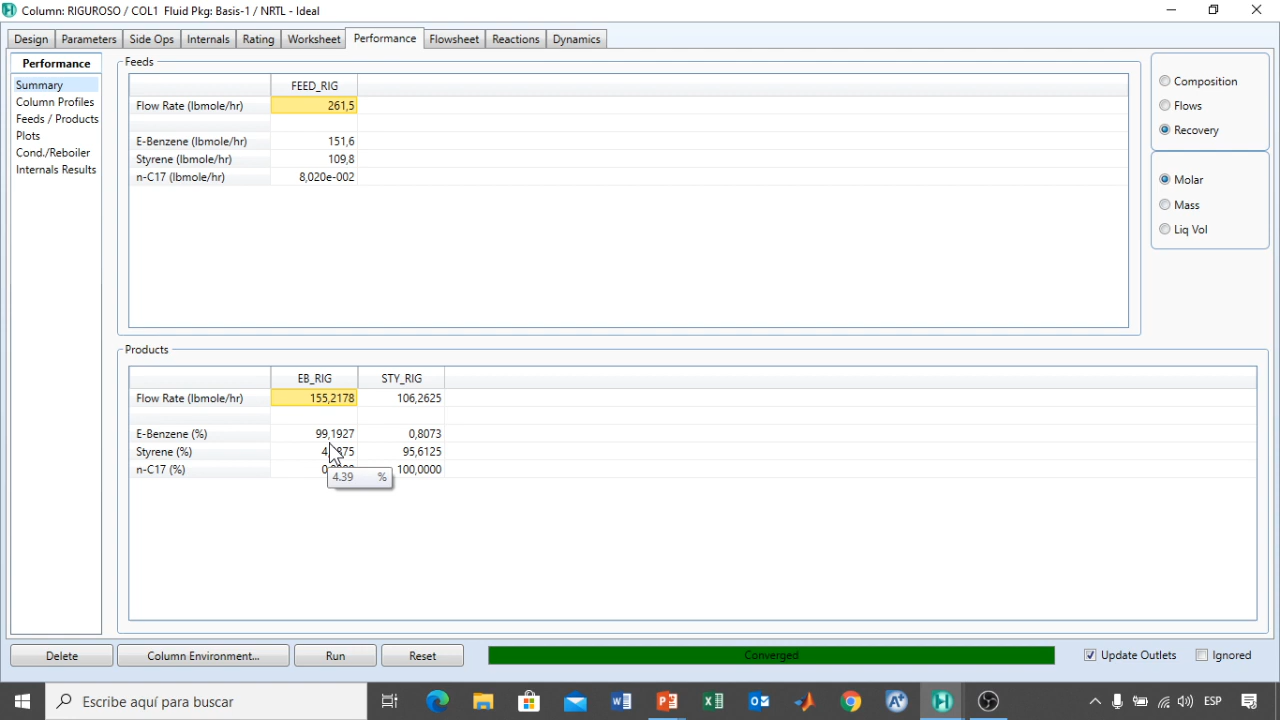 Column: RIGUROSO / COL1 Fluid Pkg: Basis-1 / NRTL - Ideal
Design Parameters Side Ops Internals Rating Worksheet Performance Flowsheet Reactions Dynamics
Performance
Summary
Column Profiles
Feeds / Products
Plots
Cond./Reboiler
Internals Results
Feeds
FEED_RIG
Flow Rate (lbmole/hr) 261,5
E-Benzene (lbmole/hr) 151,6
Styrene (lbmole/hr) 109,8
n-C17 (lbmole/hr) 8,020e-002
Composition
Flows
Recovery
Molar
Mass
Liq Vol
Products
EB_RIG STY_RIG
Flow Rate (lbmole/hr) 155,2178 106,2625
E-Benzene (%) 99,1927 0,8073
Styrene (%) 95,6125
n-C17 (%) 100,0000
4.39 %
Delete Column Environment... Run Reset Converged Update Outlets Ignored
Escribe aquí para buscar ESP